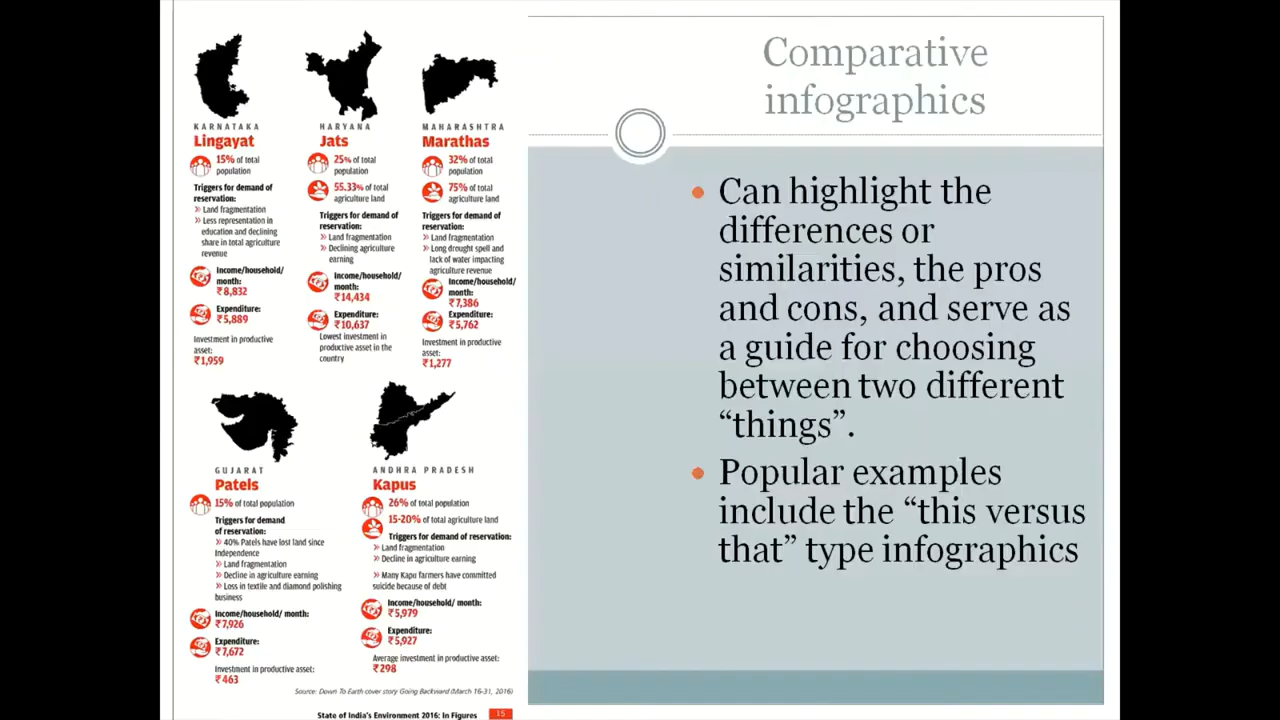 KARNATAKA
Lingayat
15% of total
population
Triggers for demand of
reservation:
» Land fragmentation
» Less representation in
education and declining
share in total agriculture
revenue
Income/household/
month:
₹8,832
Expenditure:
₹5,889
Investment in productive
asset:
₹1,959
HARYANA
Jats
25% of total
population
55.33% of total
agriculture land
Triggers for demand of
reservation:
» Land fragmentation
» Declining agriculture
earning
Income/household/
month:
₹14,434
Expenditure:
₹10,637
Lowest investment in
productive asset in the
country
MAHARASHTRA
Marathas
32% of total
population
75% of total
agriculture land
Triggers for demand of
reservation:
» Land fragmentation
» Long drought spell and
lack of water impacting
agriculture revenue
Income/household/
month:
₹7,386
Expenditure:
₹5,762
Investment in productive
asset:
₹1,277
GUJARAT
Patels
15% of total population
Triggers for demand
of reservation:
» 40% Patels have lost land since
Independence
» Land fragmentation
» Decline in agriculture earning
» Loss in textile and diamond polishing
business
Income/household/ month:
₹7,926
Expenditure:
₹7,672
Investment in productive asset:
₹463
ANDHRA PRADESH
Kapus
26% of total population
15-20% of total agriculture land
Triggers for demand of reservation:
» Land fragmentation
» Decline in agriculture earning
» Many Kapu farmers have committed
suicide because of debt
Income/household/ month:
₹5,979
Expenditure:
₹5,927
Average investment in productive asset:
₹298
Source: Down To Earth cover story Going Backward (March 16-31, 2016)
State of India's Environment 2016: In Figures 15
Comparative
infographics
• Can highlight the
differences or
similarities, the pros
and cons, and serve as
a guide for choosing
between two different
“things”.
• Popular examples
include the “this versus
that” type infographics